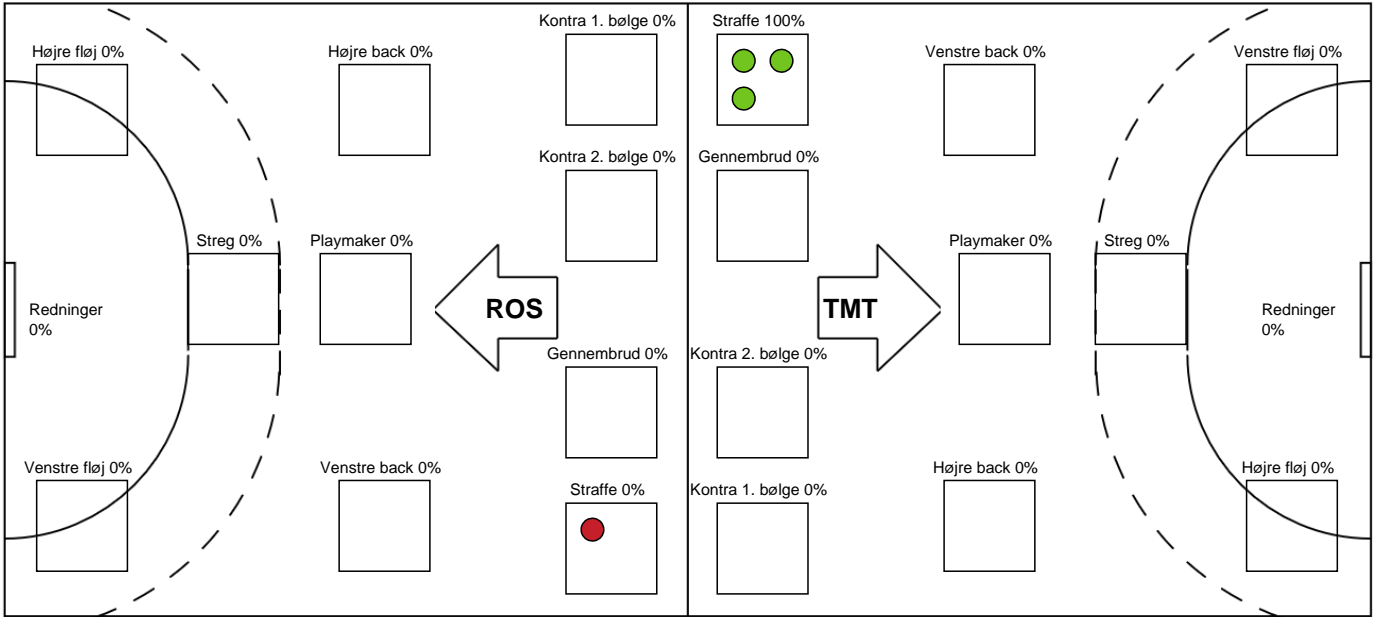 Kontra 1. bølge 0%
Straffe 100%
Højre fløj 0%
Højre back 0%
Venstre back 0%
Venstre fløj 0%
Kontra 2. bølge 0%
Gennembrud 0%
Streg 0%
Playmaker 0%
Playmaker 0%
Streg 0%
Redninger
0%
ROS
TMT
Redninger
0%
Gennembrud 0%
Kontra 2. bølge 0%
Venstre fløj 0%
Venstre back 0%
Højre back 0%
Højre fløj 0%
Straffe 0%
Kontra 1. bølge 0%